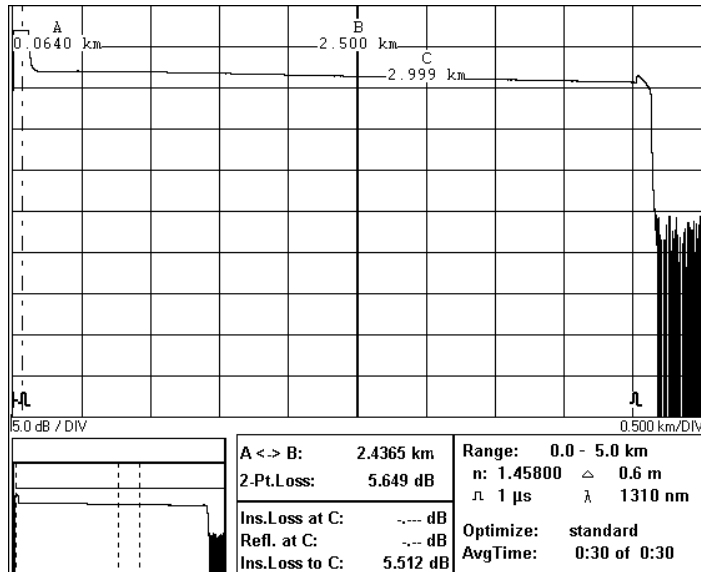 A
B
0.0640 km
2.500 km
C
2.999 km
5.0 dB / DIV
0.500 km/DIV
A <-> B: 2.4365 km
2-Pt.Loss: 5.649 dB
Ins.Loss at C: -.--- dB
Refl. at C: -.--- dB
Ins.Loss to C: 5.512 dB
Range: 0.0 - 5.0 km
n: 1.45800 △ 0.6 m
⎍ 1 µs λ 1310 nm
Optimize: standard
AvgTime: 0:30 of 0:30